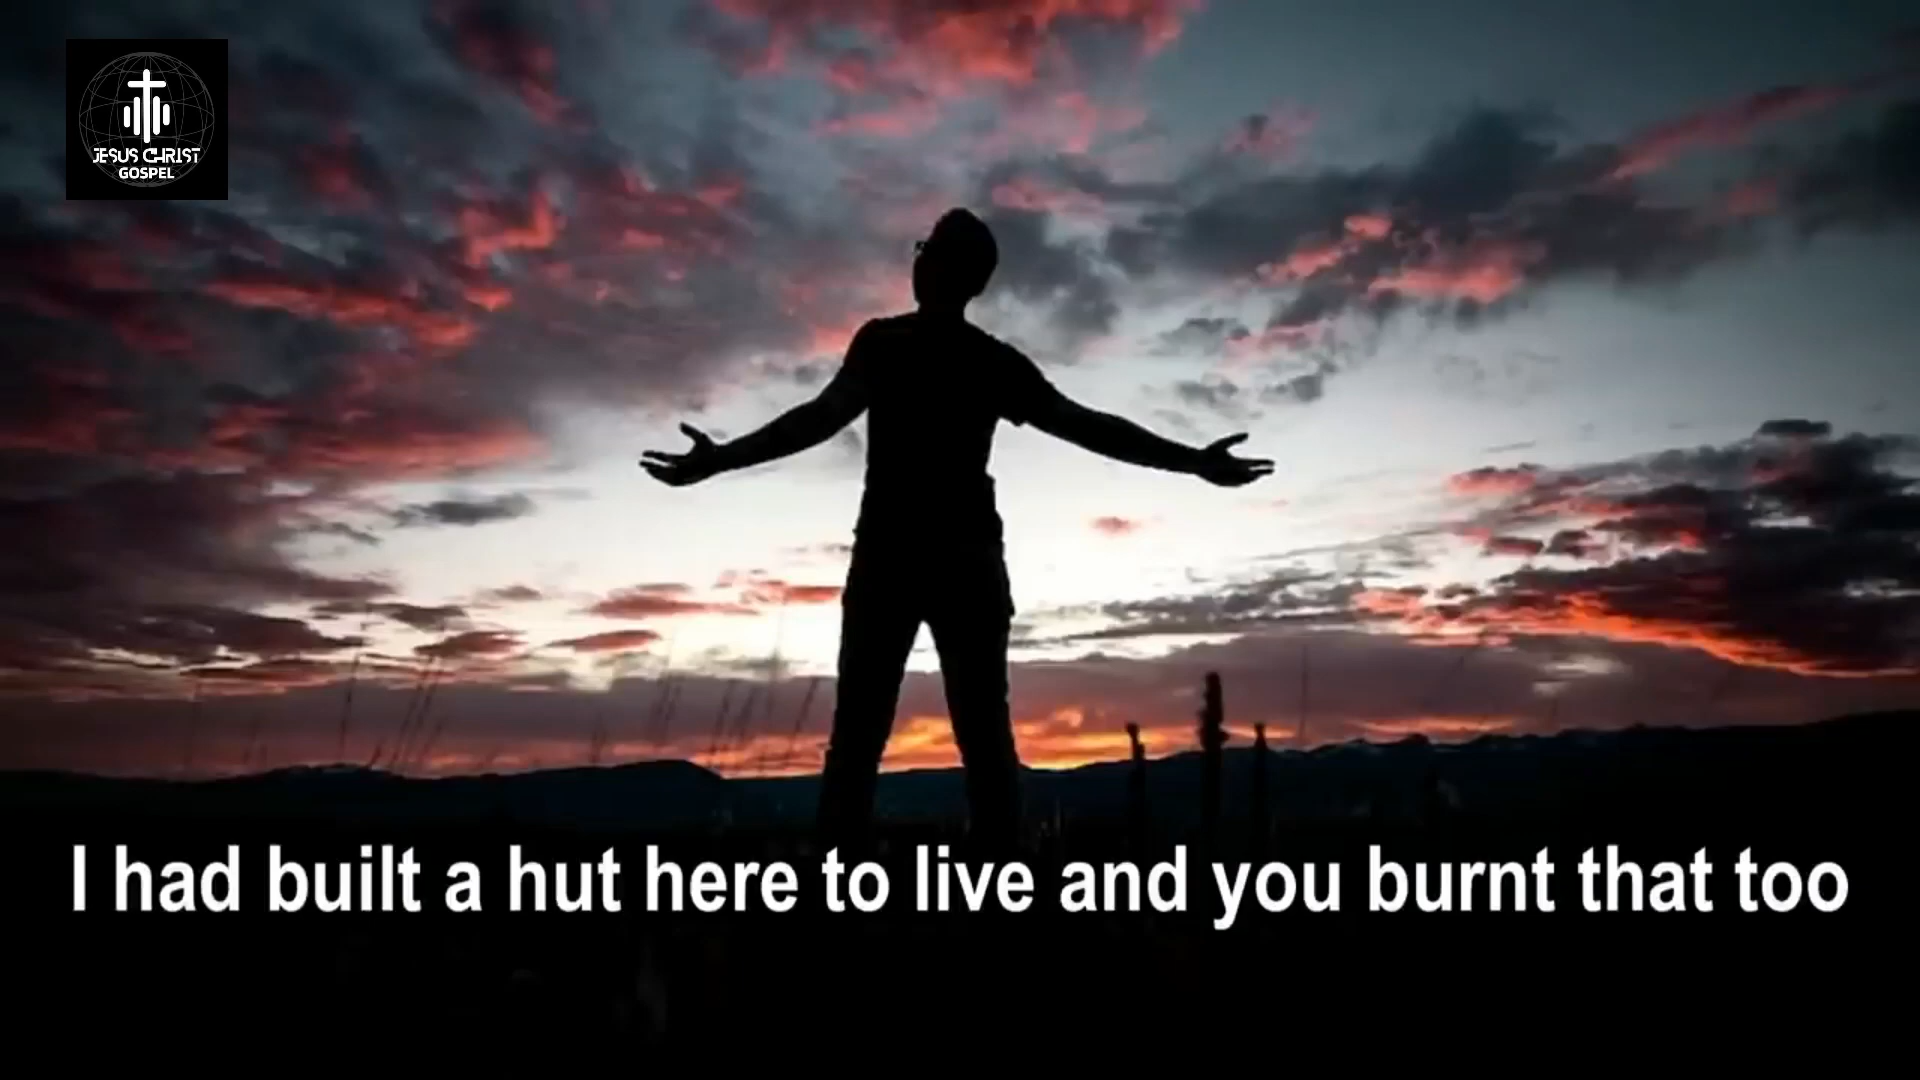 JESUS CHRIST
GOSPEL
I had built a hut here to live and you burnt that too